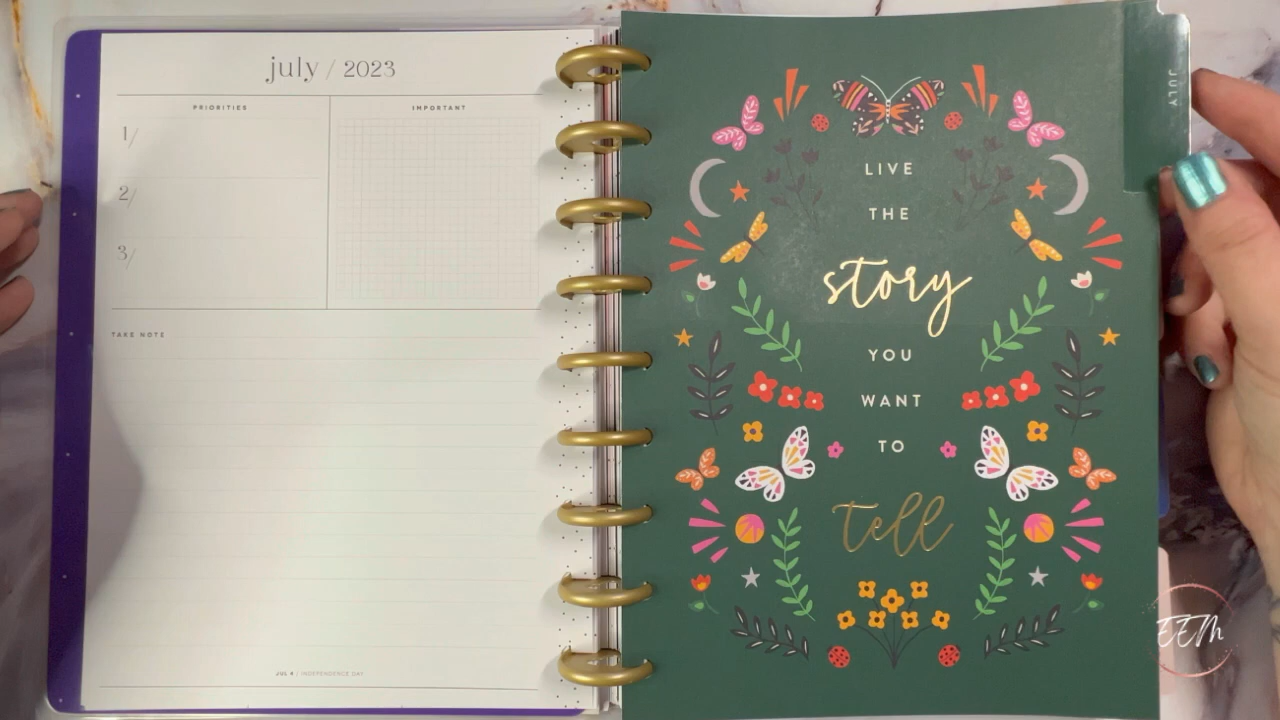 july / 2023
PRIORITIES
IMPORTANT
1/
2/
3/
TAKE NOTE
JUL 4 / INDEPENDENCE DAY
JULY
LIVE
THE
story
YOU
WANT
TO
tell
EEM